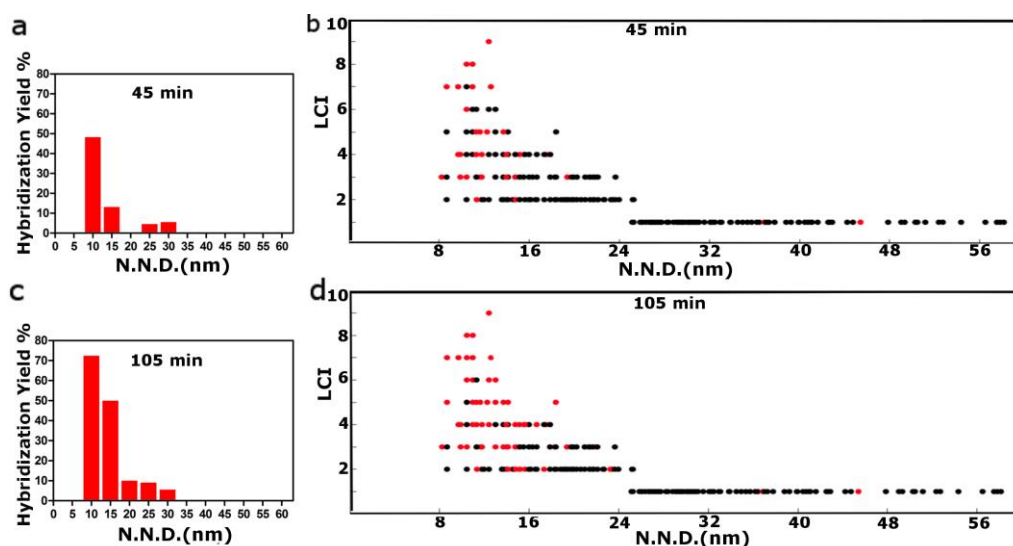 a
Hybridization Yield %
80
70
60
50
40
30
20
10
0
45 min
0 5 10 15 20 25 30 35 40 45 50 55 60
N.N.D.(nm)
b
LCI
10
8
6
4
2
45 min
8 16 24 32 40 48 56
N.N.D.(nm)
c
Hybridization Yield %
80
70
60
50
40
30
20
10
0
105 min
0 5 10 15 20 25 30 35 40 45 50 55 60
N.N.D.(nm)
d
LCI
10
8
6
4
2
105 min
8 16 24 32 40 48 56
N.N.D.(nm)